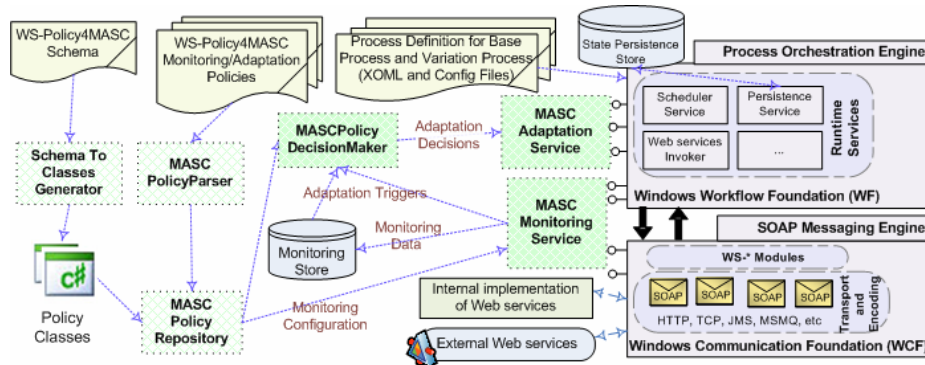 WS-Policy4MASC
Schema
WS-Policy4MASC
Monitoring/Adaptation
Policies
Process Definition for Base
Process and Variation Process
(XOML and Config Files)
State Persistence
Store
Process Orchestration Engine
Scheduler
Service
Persistence
Service
Web services
Invoker
...
Runtime
Services
Windows Workflow Foundation (WF)
Schema To
Classes
Generator
MASC
PolicyParser
MASCPolicy
DecisionMaker
Adaptation
Decisions
MASC
Adaptation
Service
Adaptation Triggers
Monitoring
Data
Monitoring
Store
MASC
Monitoring
Service
C#
Policy
Classes
MASC
Policy
Repository
Monitoring
Configuration
Internal implementation
of Web services
External Web services
SOAP Messaging Engine
WS-* Modules
SOAP
SOAP
SOAP
SOAP
HTTP, TCP, JMS, MSMQ, etc
Transport
and
Encoding
Windows Communication Foundation (WCF)